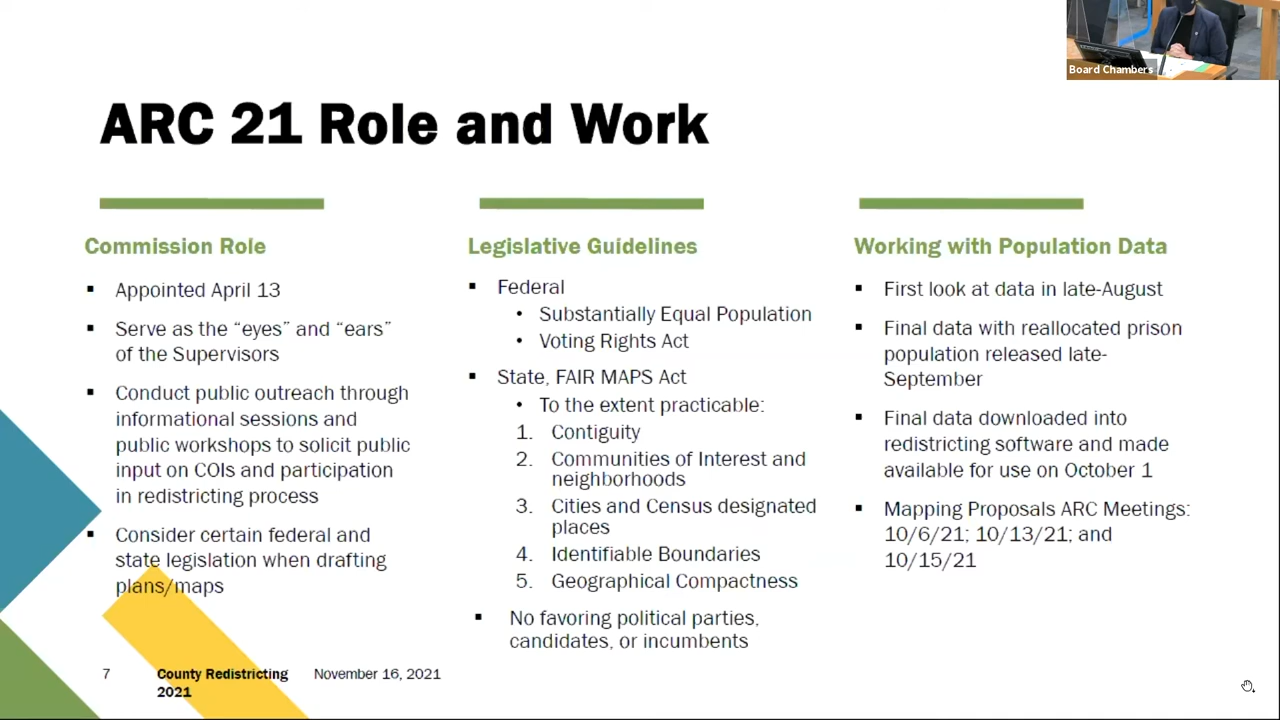 Board Chambers
ARC 21 Role and Work
Commission Role
▪ Appointed April 13
▪ Serve as the “eyes” and “ears”
of the Supervisors
▪ Conduct public outreach through
informational sessions and
public workshops to solicit public
input on COIs and participation
in redistricting process
▪ Consider certain federal and
state legislation when drafting
plans/maps
Legislative Guidelines
▪ Federal
• Substantially Equal Population
• Voting Rights Act
▪ State, FAIR MAPS Act
• To the extent practicable:
1. Contiguity
2. Communities of Interest and
neighborhoods
3. Cities and Census designated
places
4. Identifiable Boundaries
5. Geographical Compactness
▪ No favoring political parties,
candidates, or incumbents
Working with Population Data
▪ First look at data in late-August
▪ Final data with reallocated prison
population released late-
September
▪ Final data downloaded into
redistricting software and made
available for use on October 1
▪ Mapping Proposals ARC Meetings:
10/6/21; 10/13/21; and
10/15/21
7 County Redistricting November 16, 2021
2021